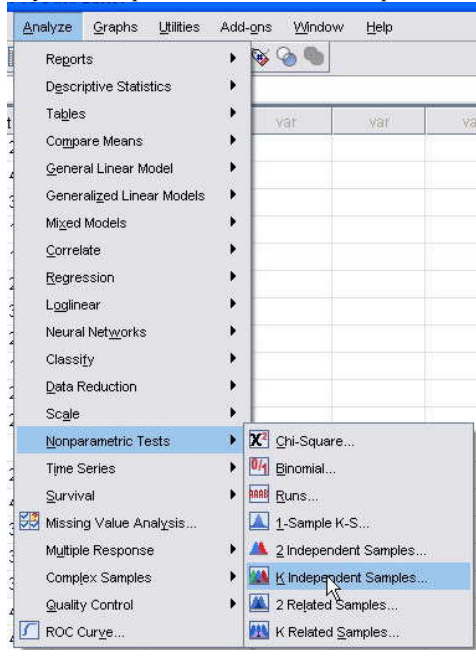 Analyze Graphs Utilities Add-ons Window Help
Reports
Descriptive Statistics
Tables
var var va
Compare Means
General Linear Model
Generalized Linear Models
Mixed Models
Correlate
Regression
Loglinear
Neural Networks
Classify
Data Reduction
Scale
Nonparametric Tests
Time Series
Survival
Missing Value Analysis...
Multiple Response
Complex Samples
Quality Control
ROC Curve...
Chi-Square...
Binomial...
Runs...
1-Sample K-S...
2 Independent Samples...
K Independent Samples...
2 Related Samples...
K Related Samples...